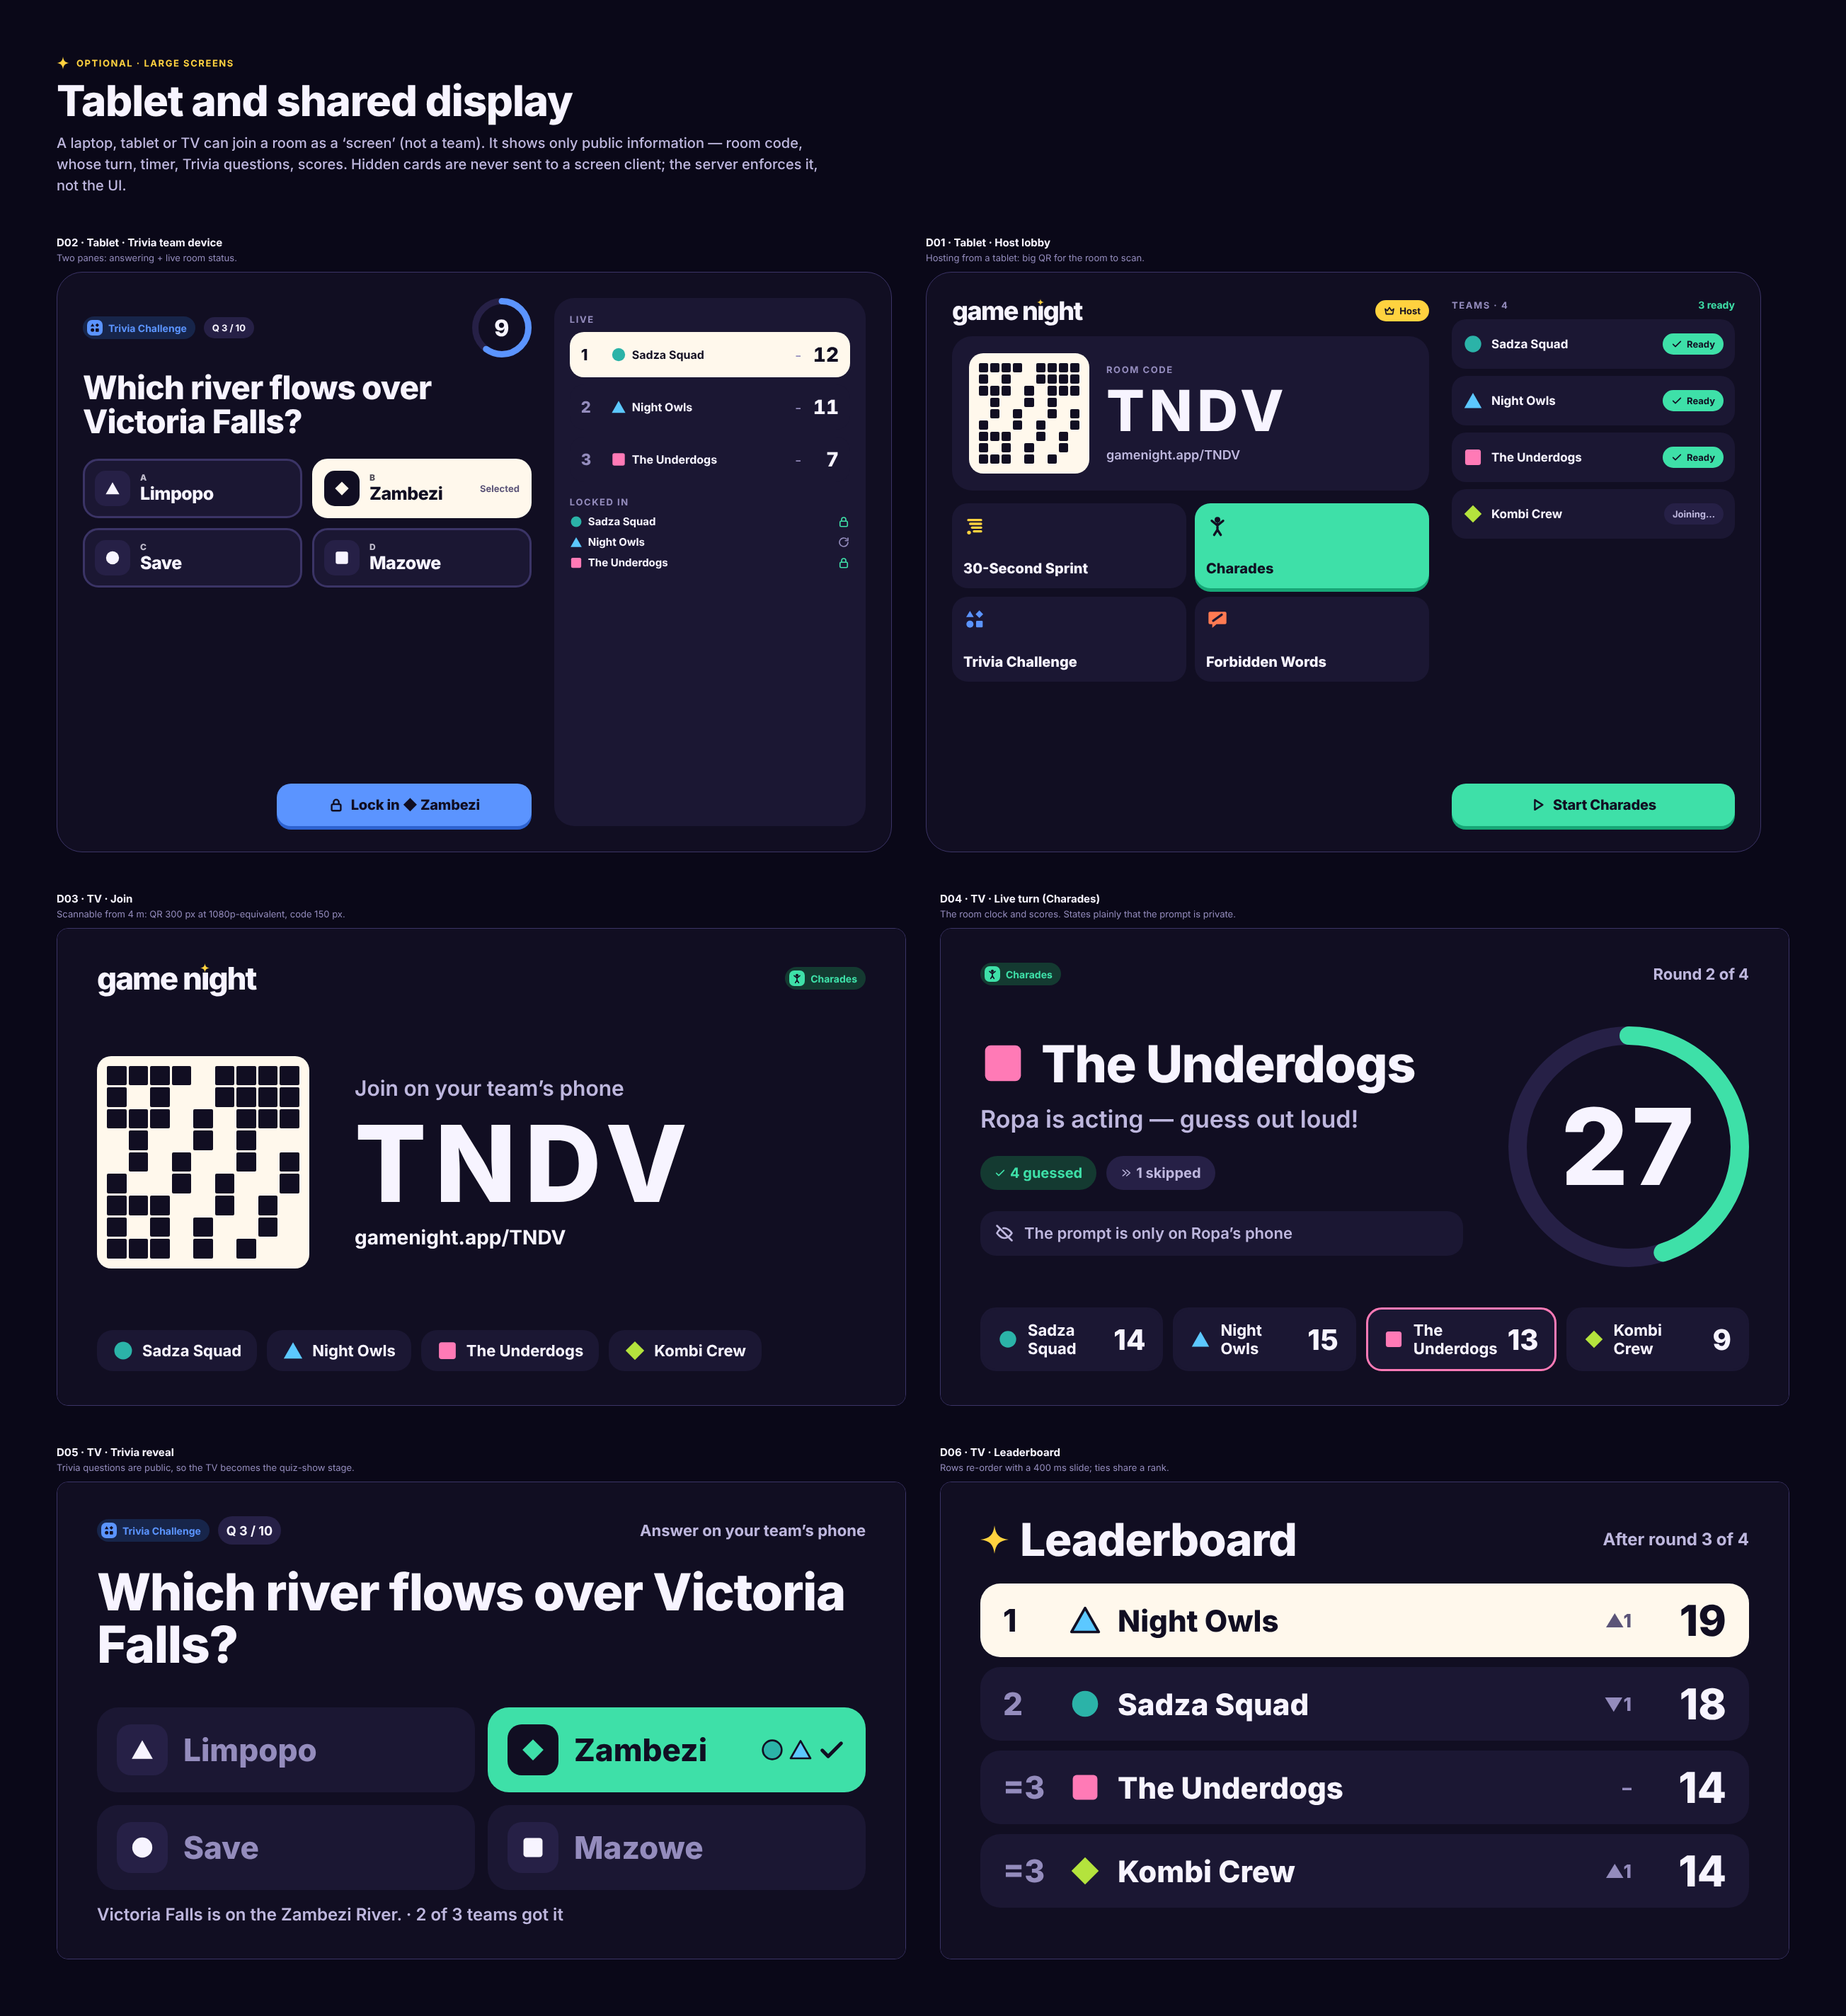 OPTIONAL · LARGE SCREENS
Tablet and shared display
A laptop, tablet or TV can join a room as a ‘screen’ (not a team). It shows only public information — room code,
whose turn, timer, Trivia questions, scores. Hidden cards are never sent to a screen client; the server enforces it,
not the UI.
D02 · Tablet · Trivia team device
Two panes: answering + live room status.
Trivia Challenge
Q 3 / 10
9
Which river flows over
Victoria Falls?
A
Limpopo
B
Zambezi
Selected
C
Save
D
Mazowe
Lock in ◆ Zambezi
LIVE
1 Sadza Squad – 12
2 Night Owls – 11
3 The Underdogs – 7
LOCKED IN
Sadza Squad
Night Owls
The Underdogs
D01 · Tablet · Host lobby
Hosting from a tablet: big QR for the room to scan.
game night
Host
ROOM CODE
TNDV
gamenight.app/TNDV
30-Second Sprint
Charades
Trivia Challenge
Forbidden Words
TEAMS · 4
3 ready
Sadza Squad Ready
Night Owls Ready
The Underdogs Ready
Kombi Crew Joining…
Start Charades
D03 · TV · Join
Scannable from 4 m: QR 300 px at 1080p-equivalent, code 150 px.
game night
Charades
Join on your team’s phone
TNDV
gamenight.app/TNDV
Sadza Squad
Night Owls
The Underdogs
Kombi Crew
D04 · TV · Live turn (Charades)
The room clock and scores. States plainly that the prompt is private.
Charades
Round 2 of 4
The Underdogs
Ropa is acting — guess out loud!
4 guessed
1 skipped
The prompt is only on Ropa’s phone
27
Sadza
Squad
14
Night
Owls
15
The
Underdogs
13
Kombi
Crew
9
D05 · TV · Trivia reveal
Trivia questions are public, so the TV becomes the quiz-show stage.
Trivia Challenge
Q 3 / 10
Answer on your team’s phone
Which river flows over Victoria
Falls?
Limpopo
Zambezi
Save
Mazowe
Victoria Falls is on the Zambezi River. · 2 of 3 teams got it
D06 · TV · Leaderboard
Rows re-order with a 400 ms slide; ties share a rank.
Leaderboard
After round 3 of 4
1 Night Owls ▲1 19
2 Sadza Squad ▼1 18
=3 The Underdogs – 14
=3 Kombi Crew ▲1 14